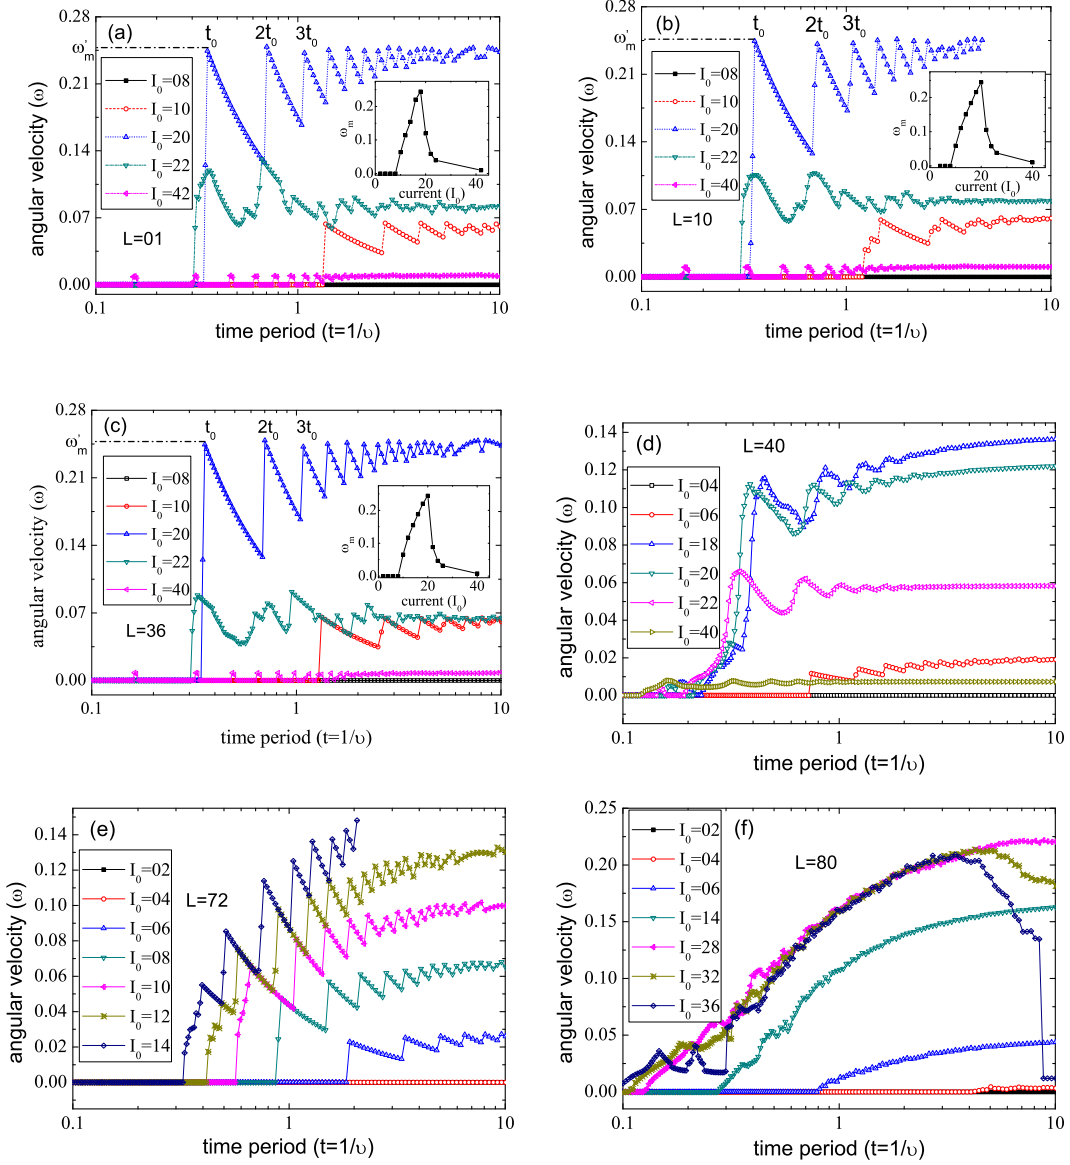 (a)
t0 2t0 3t0
ω'm
0.28
0.21
0.14
0.07
0.00
angular velocity (ω)
I0=08
I0=10
I0=20
I0=22
I0=42
L=01
ωm
0.2
0.1
0.0
0 20 40
current (I0)
0.1 1 10
time period (t=1/υ)
(b)
t0 2t0 3t0
ω'm
0.28
0.21
0.14
0.07
0.00
angular velocity (ω)
I0=08
I0=10
I0=20
I0=22
I0=40
L=10
ωm
0.2
0.1
0.0
0 20 40
current (I0)
0.1 1 10
time period (t=1/υ)
(c)
t0 2t0 3t0
ω'm
0.28
0.21
0.14
0.07
0.00
angular velocity (ω)
I0=08
I0=10
I0=20
I0=22
I0=40
L=36
ωm
0.2
0.1
0.0
0 20 40
current (I0)
0.1 1 10
time period (t=1/υ)
(d)
L=40
0.14
0.12
0.10
0.08
0.06
0.04
0.02
0.00
angular velocity (ω)
I0=04
I0=06
I0=18
I0=20
I0=22
I0=40
0.1 1 10
time period (t=1/υ)
(e)
L=72
0.14
0.12
0.10
0.08
0.06
0.04
0.02
0.00
angular velocity (ω)
I0=02
I0=04
I0=06
I0=08
I0=10
I0=12
I0=14
0.1 1 10
time period (t=1/υ)
(f)
L=80
0.25
0.20
0.15
0.10
0.05
0.00
angular velocity (ω)
I0=02
I0=04
I0=06
I0=14
I0=28
I0=32
I0=36
0.1 1 10
time period (t=1/υ)